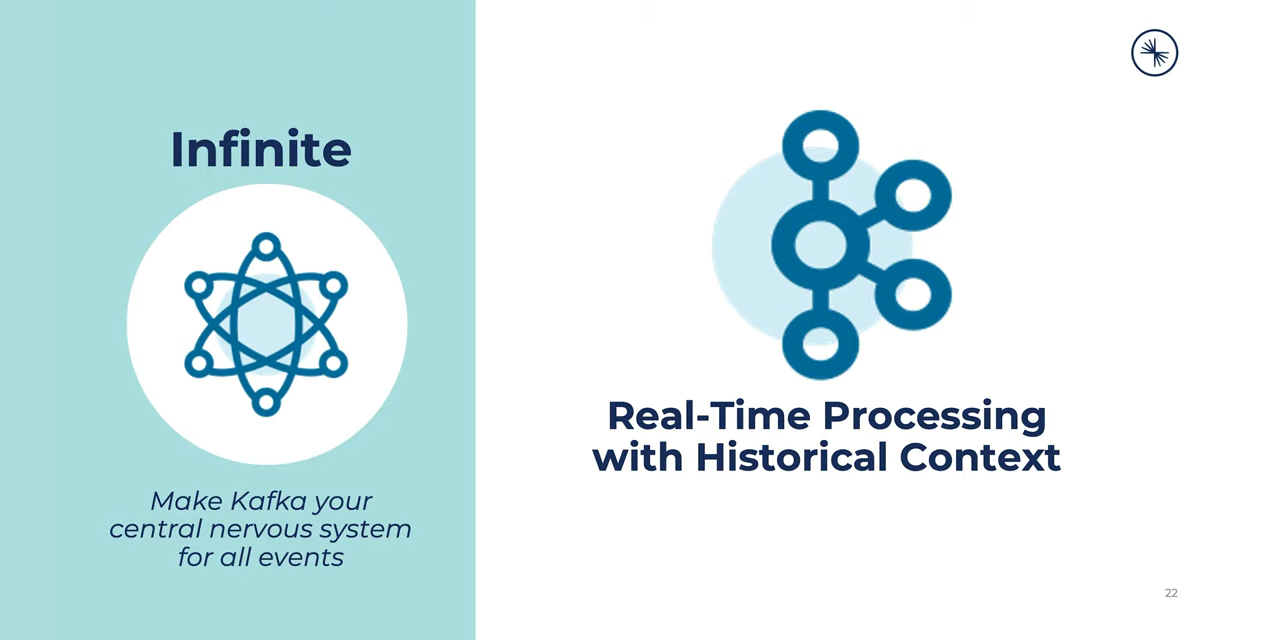 Infinite
Make Kafka your
central nervous system
for all events
Real-Time Processing
with Historical Context
22